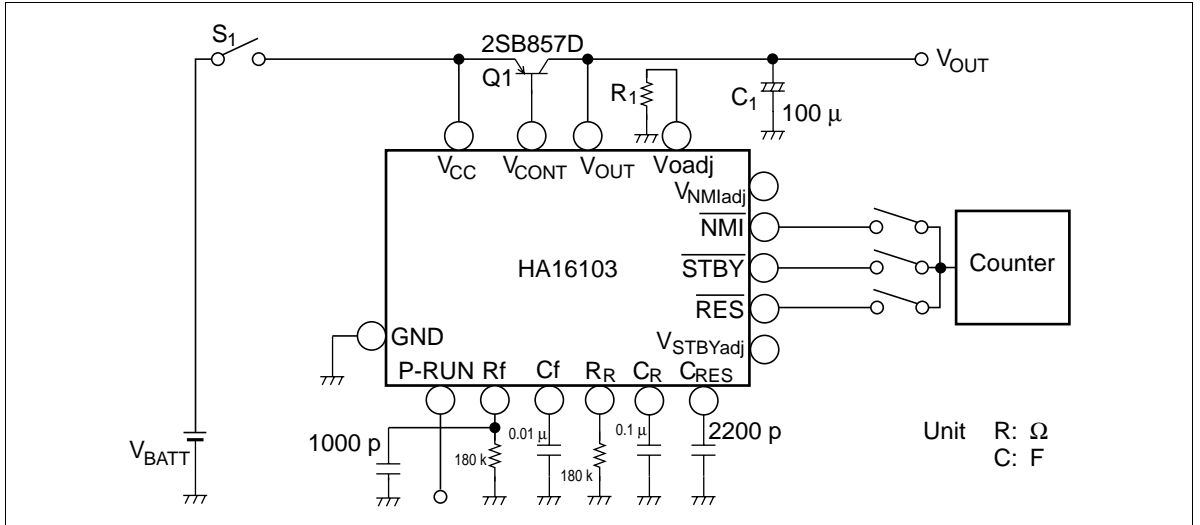 S1
2SB857D
Q1
VOUT
R1
C1
100 μ
VCC
VCONT
VOUT
Voadj
VNMIadj
NMI
STBY
RES
VSTBYadj
HA16103
Counter
GND
P-RUN
Rf
Cf
RR
CR
CRES
VBATT
1000 p
180 k
0.01 μ
180 k
0.1 μ
2200 p
Unit R: Ω
C: F